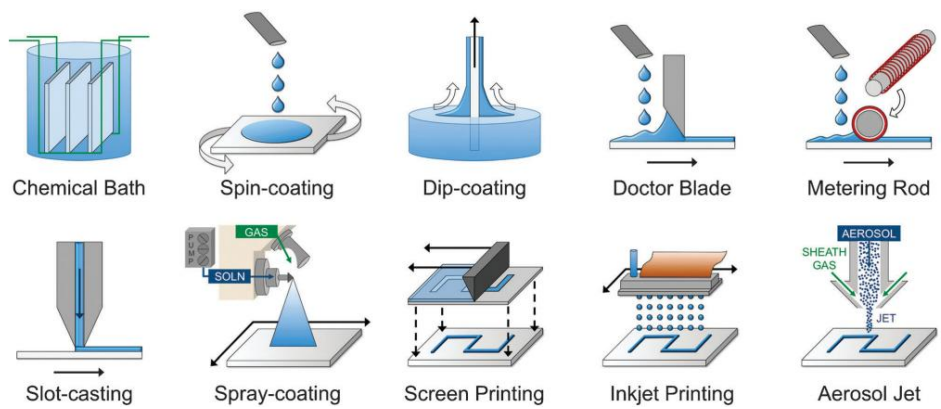 Chemical Bath
Spin-coating
Dip-coating
Doctor Blade
Metering Rod
PUMP
GAS
SOLN
AEROSOL
SHEATH
GAS
JET
Slot-casting
Spray-coating
Screen Printing
Inkjet Printing
Aerosol Jet